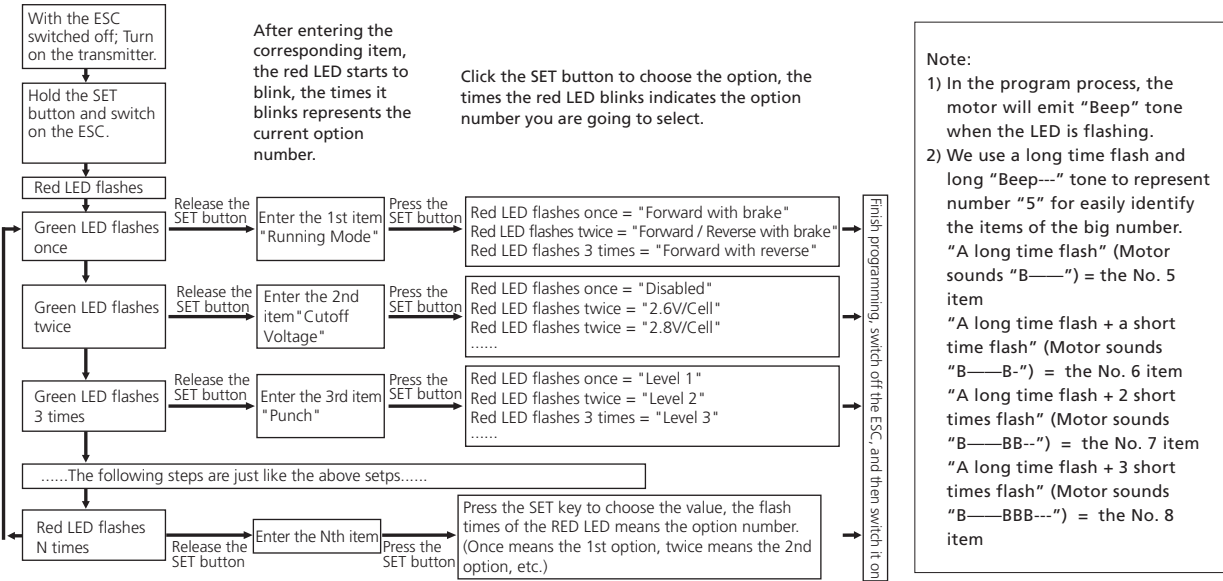 With the ESC
switched off; Turn
on the transmitter.
Hold the SET
button and switch
on the ESC.
Red LED flashes
After entering the
corresponding item,
the red LED starts to
blink, the times it
blinks represents the
current option
number.
Click the SET button to choose the option, the
times the red LED blinks indicates the option
number you are going to select.
Green LED flashes
once
Release the
SET button
Enter the 1st item
"Running Mode"
Press the
SET button
Red LED flashes once = "Forward with brake"
Red LED flashes twice = "Forward / Reverse with brake"
Red LED flashes 3 times = "Forward with reverse"
Green LED flashes
twice
Release the
SET button
Enter the 2nd
item"Cutoff
Voltage"
Press the
SET button
Red LED flashes once = "Disabled"
Red LED flashes twice = "2.6V/Cell"
Red LED flashes twice = "2.8V/Cell"
......
Green LED flashes
3 times
Release the
SET button
Enter the 3rd item
"Punch"
Press the
SET button
Red LED flashes once = "Level 1"
Red LED flashes twice = "Level 2"
Red LED flashes 3 times = "Level 3"
......
......The following steps are just like the above setps......
Red LED flashes
N times
Release the
SET button
Enter the Nth item
Press the
SET button
Press the SET key to choose the value, the flash
times of the RED LED means the option number.
(Once means the 1st option, twice means the 2nd
option, etc.)
Finish programming, switch off the ESC, and then switch it on
Note:
1) In the program process, the
motor will emit “Beep” tone
when the LED is flashing.
2) We use a long time flash and
long “Beep---” tone to represent
number “5” for easily identify
the items of the big number.
“A long time flash” (Motor
sounds “B——”) = the No. 5
item
“A long time flash + a short
time flash” (Motor sounds
“B——B-”) = the No. 6 item
“A long time flash + 2 short
times flash” (Motor sounds
“B——BB--”) = the No. 7 item
“A long time flash + 3 short
times flash” (Motor sounds
“B——BBB---”) = the No. 8
item